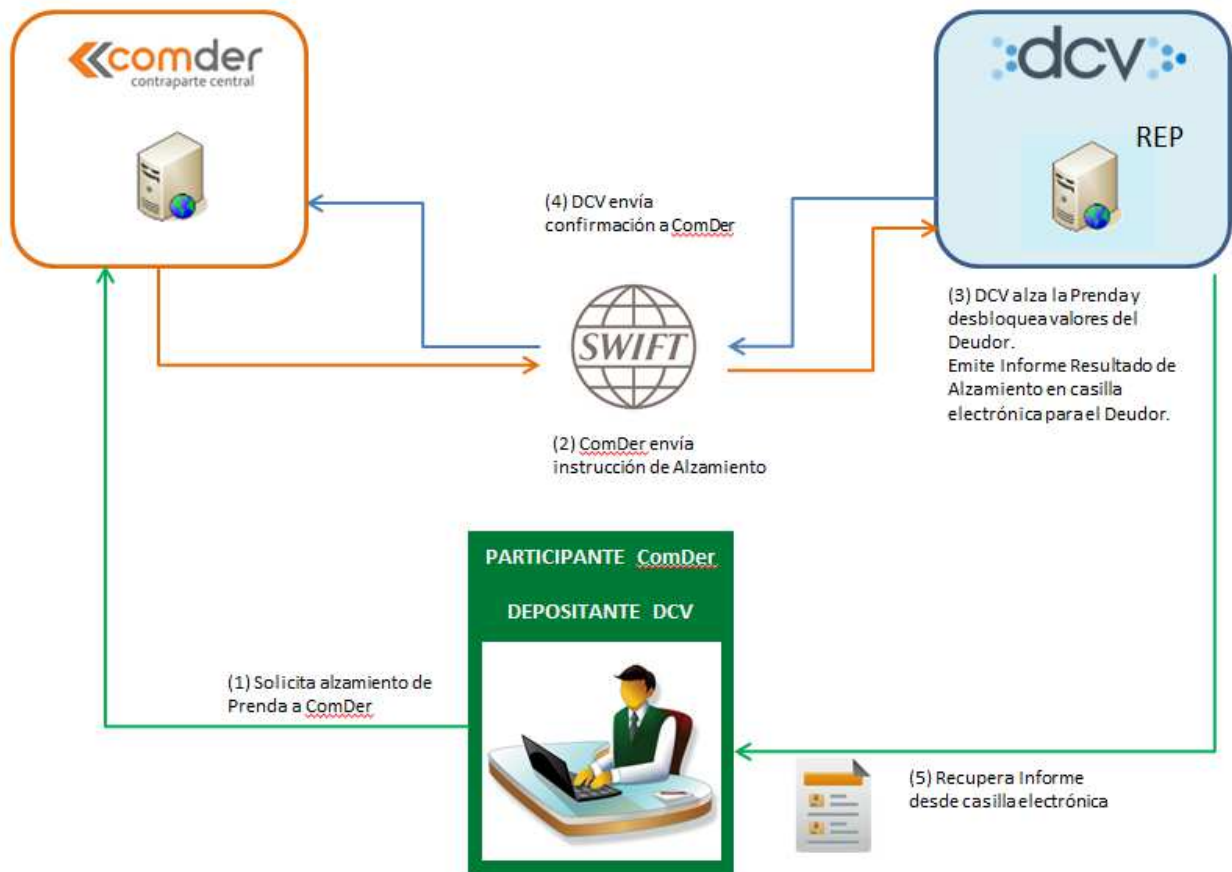 comder
contraparte central
dcv
REP
(4) DCV envía
confirmación a ComDer
SWIFT
(3) DCV alza la Prenda y
desbloquea valores del
Deudor.
Emite Informe Resultado de
Alzamiento en casilla
electrónica para el Deudor.
(2) ComDer envía
instrucción de Alzamiento
PARTICIPANTE ComDer
DEPOSITANTE DCV
(1) Solicita alzamiento de
Prenda a ComDer
(5) Recupera Informe
desde casilla electrónica